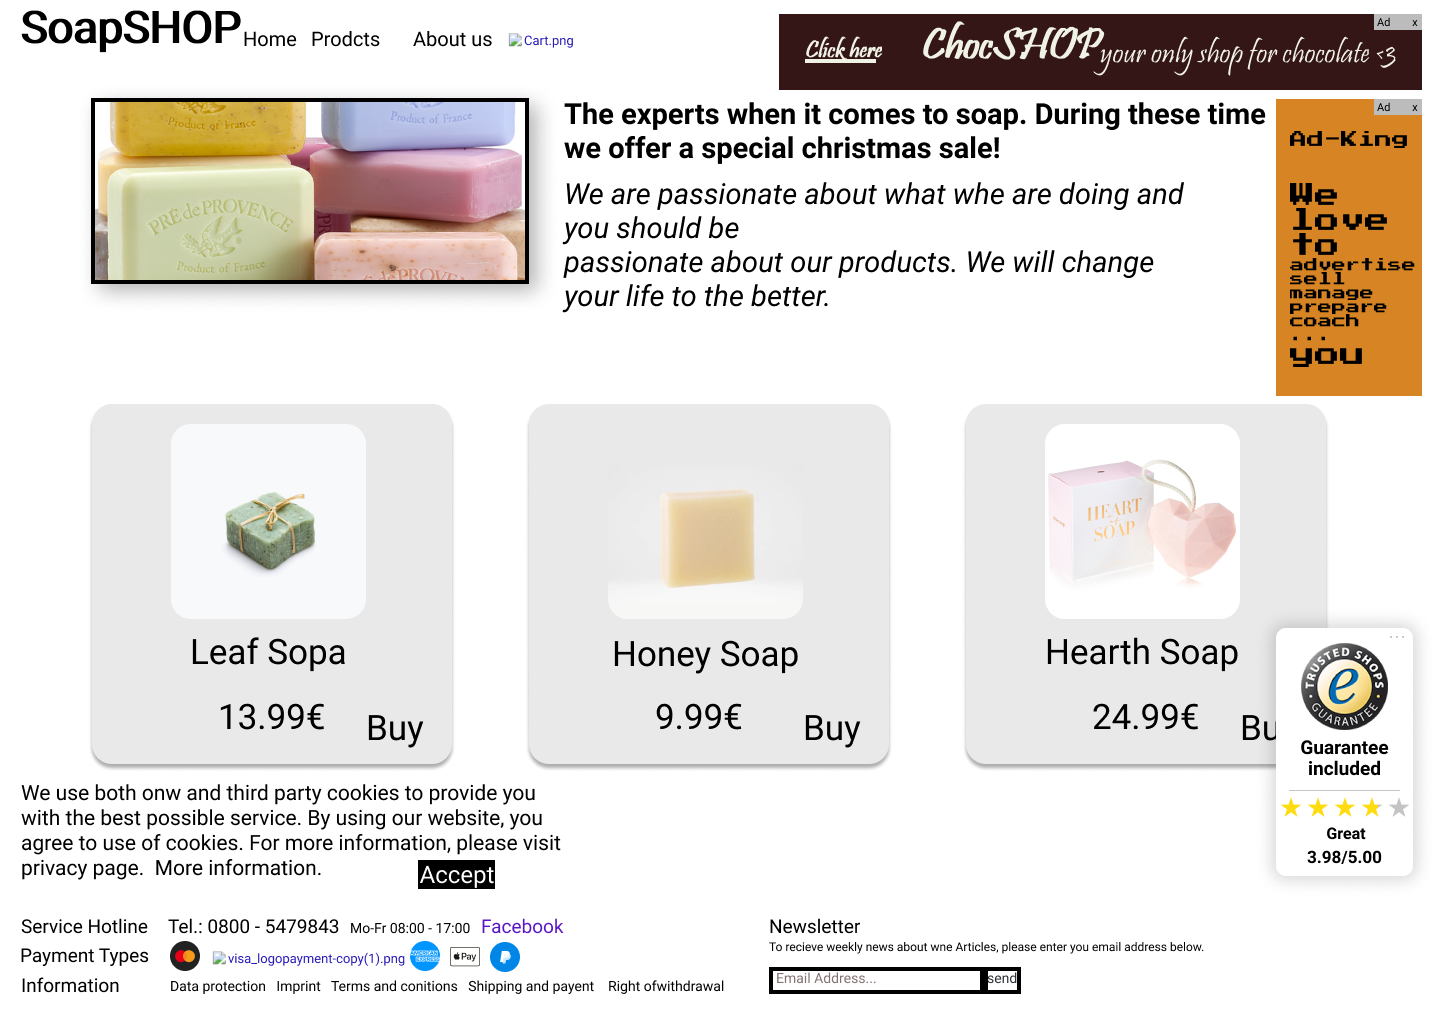 SoapSHOP
Home Prodcts About us Cart.png
Ad x
Click here ChocSHOP your only shop for chocolate <3
Product of France
Product of France
PRÉ de PROVENCE
Product of France
The experts when it comes to soap. During these time
we offer a special christmas sale!
We are passionate about what whe are doing and
you should be
passionate about our products. We will change
your life to the better.
Ad x
Ad-King
We
love
to
advertise
sell
manage
prepare
coach
...
you
HEART
SOAP
Leaf Sopa
13.99€ Buy
Honey Soap
9.99€ Buy
Hearth Soap
24.99€ Bu
...
TRUSTED SHOPS
e
GUARANTEE
Guarantee
included
Great
3.98/5.00
We use both onw and third party cookies to provide you
with the best possible service. By using our website, you
agree to use of cookies. For more information, please visit
privacy page. More information.
Accept
Service Hotline Tel.: 0800 - 5479843 Mo-Fr 08:00 - 17:00 Facebook
Payment Types visa_logopayment-copy(1).png AMERICAN EXPRESS Pay P
Information Data protection Imprint Terms and conitions Shipping and payent Right ofwithdrawal
Newsletter
To recieve weekly news about wne Articles, please enter you email address below.
Email Address... send